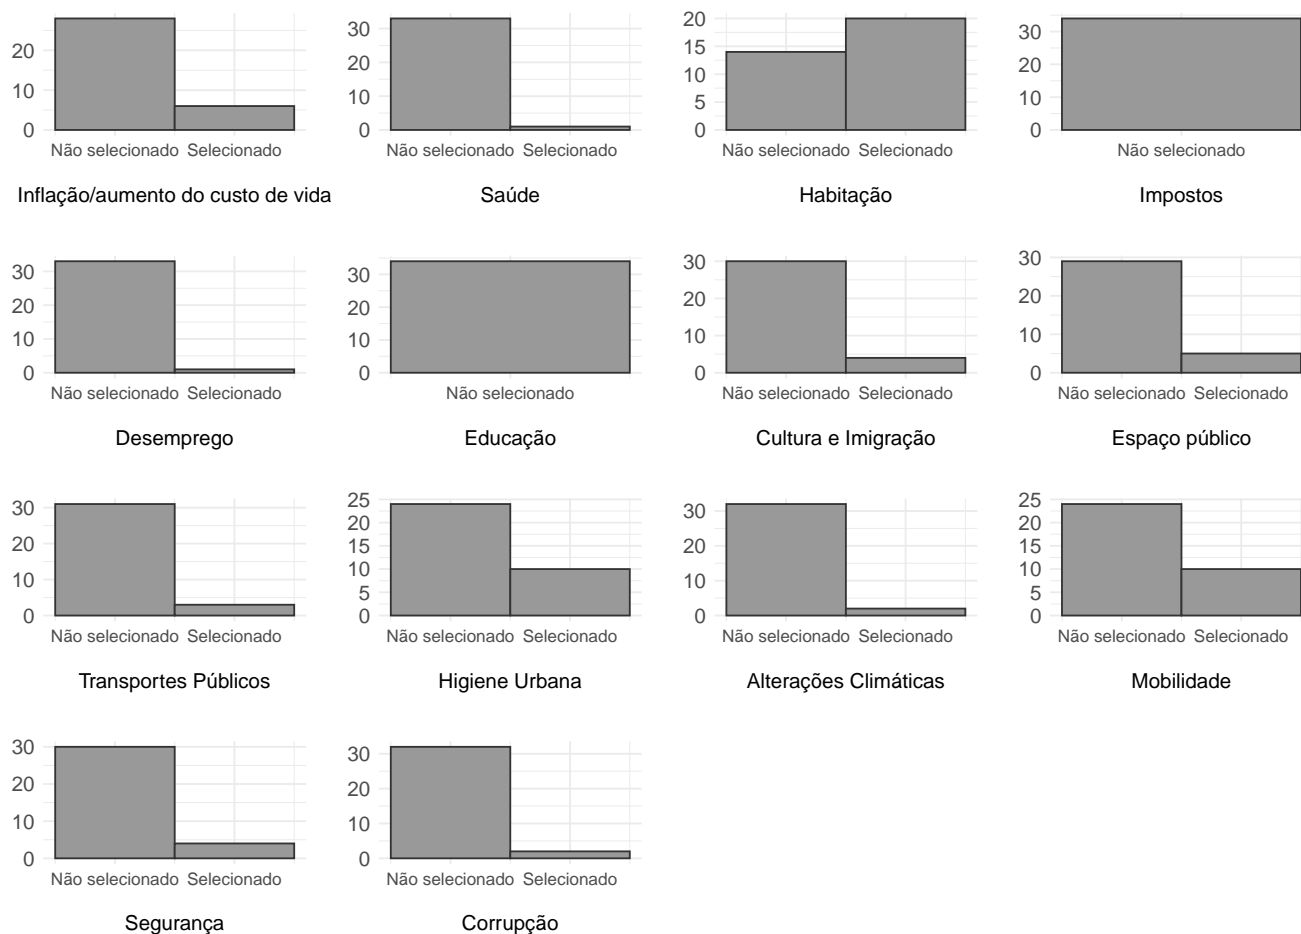 20
10
0
Não selecionado Selecionado
Inflação/aumento do custo de vida
30
20
10
0
Não selecionado Selecionado
Saúde
20
15
10
5
0
Não selecionado Selecionado
Habitação
30
20
10
0
Não selecionado
Impostos
30
20
10
0
Não selecionado Selecionado
Desemprego
30
20
10
0
Não selecionado
Educação
30
20
10
0
Não selecionado Selecionado
Cultura e Imigração
30
20
10
0
Não selecionado Selecionado
Espaço público
30
20
10
0
Não selecionado Selecionado
Transportes Públicos
25
20
15
10
5
0
Não selecionado Selecionado
Higiene Urbana
30
20
10
0
Não selecionado Selecionado
Alterações Climáticas
25
20
15
10
5
0
Não selecionado Selecionado
Mobilidade
30
20
10
0
Não selecionado Selecionado
Segurança
30
20
10
0
Não selecionado Selecionado
Corrupção